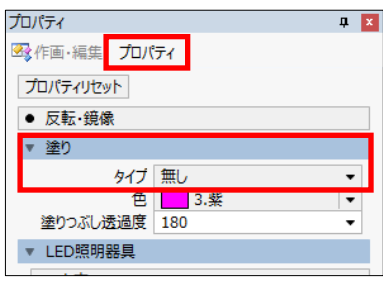 プロパティ
作画・編集 プロパティ
プロパティリセット
● 反転・鏡像
▼ 塗り
タイプ 無し
色 3.紫
塗りつぶし透過度 180
▼ LED照明器具